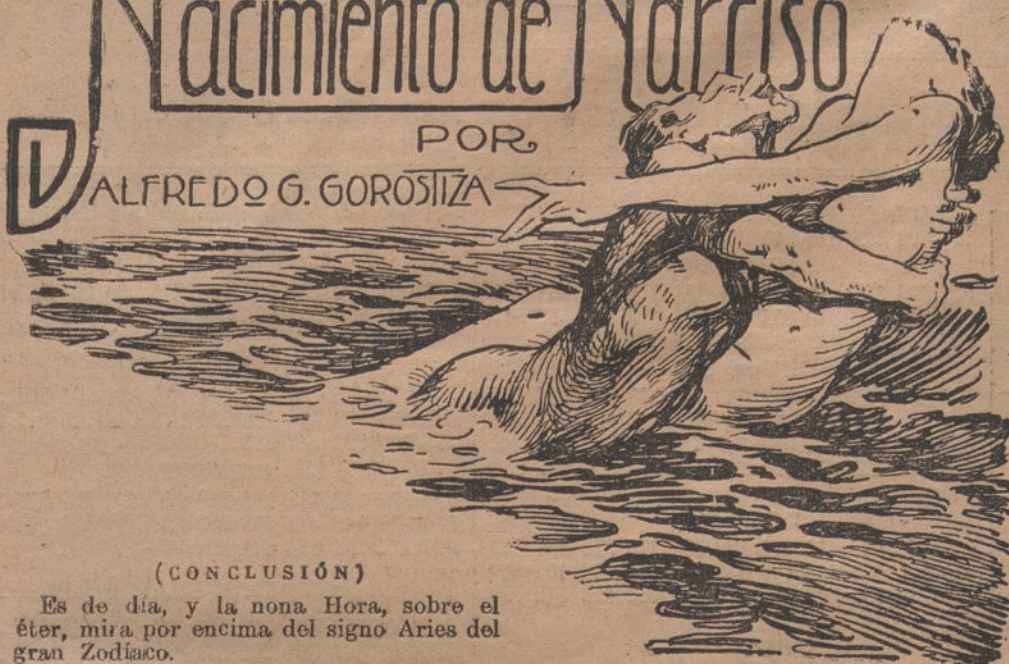 Nacimiento de Narciso
POR
ALFREDO G. GOROSTIZA
(CONCLUSIÓN)
Es de día, y la nona Hora, sobre el
éter, mira por encima del signo Aries del
gran Zodíaco.